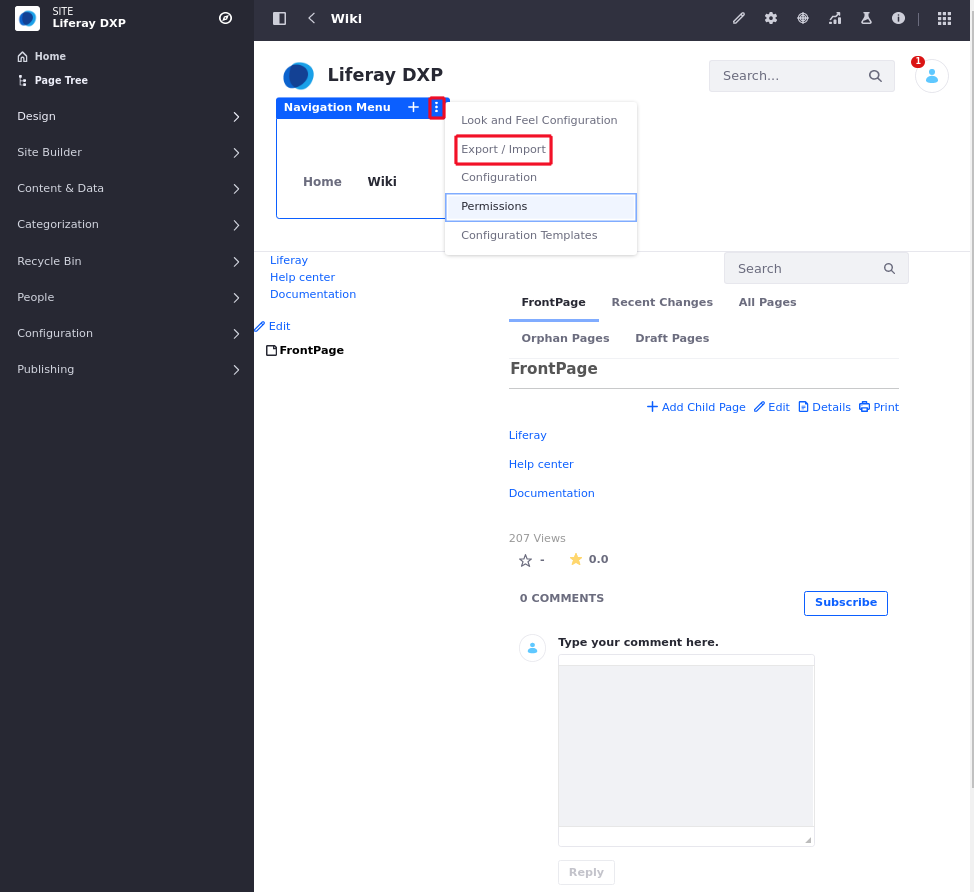 SITE
Liferay DXP
Home
Page Tree
Design
Site Builder
Content & Data
Categorization
Recycle Bin
People
Configuration
Publishing
Wiki
Liferay DXP
Search...
1
Navigation Menu
Home Wiki
Look and Feel Configuration
Export / Import
Configuration
Permissions
Configuration Templates
Liferay
Help center
Documentation
Edit
FrontPage
Search
FrontPage Recent Changes All Pages
Orphan Pages Draft Pages
FrontPage
Add Child Page Edit Details Print
Liferay
Help center
Documentation
207 Views
- 0.0
0 COMMENTS
Subscribe
Type your comment here.
Reply